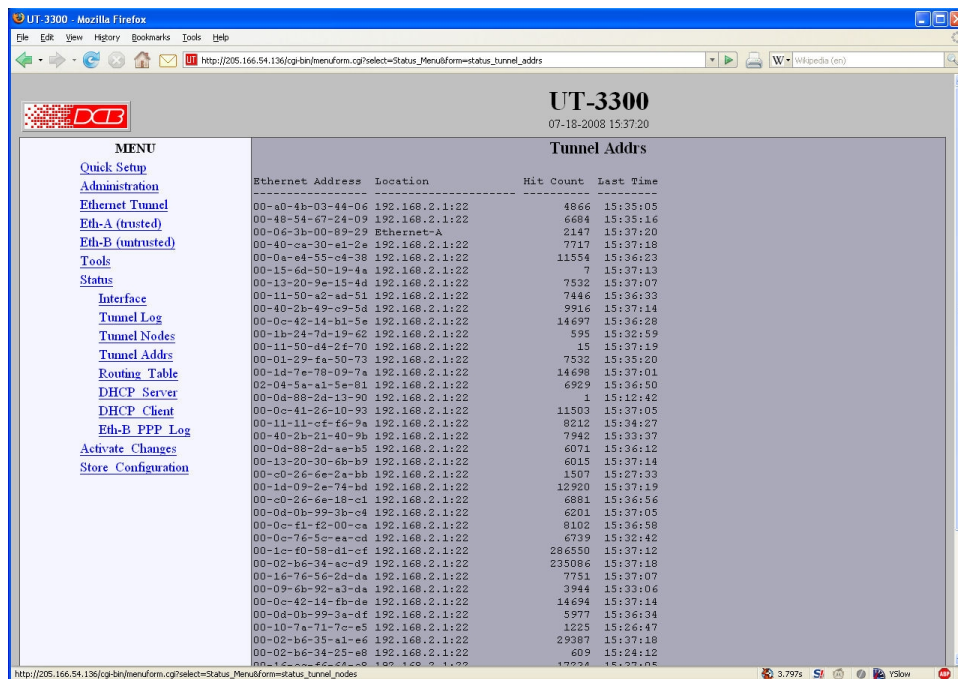 UT-3300 - Mozilla Firefox
File Edit View History Bookmarks Tools Help
UT http://205.166.54.136/cgi-bin/menuform.cgi?select=Status_Menu&form=status_tunnel_addrs W Wikipedia (en)
DCB
UT-3300
07-18-2008 15:37:20
MENU
Quick Setup
Administration
Ethernet Tunnel
Eth-A (trusted)
Eth-B (untrusted)
Tools
Status
Interface
Tunnel Log
Tunnel Nodes
Tunnel Addrs
Routing Table
DHCP Server
DHCP Client
Eth-B PPP Log
Activate Changes
Store Configuration
Tunnel Addrs
Ethernet Address Location Hit Count Last Time
----------------- --------------------- ---------- ---------
00-a0-4b-03-44-06 192.168.2.1:22 4866 15:35:05
00-48-54-67-24-09 192.168.2.1:22 6684 15:35:16
00-06-3b-00-89-29 Ethernet-A 2147 15:37:20
00-40-ca-30-e1-2e 192.168.2.1:22 7717 15:37:18
00-0a-e4-55-c4-38 192.168.2.1:22 11554 15:36:23
00-15-6d-50-19-4a 192.168.2.1:22 7 15:37:13
00-13-20-9e-15-4d 192.168.2.1:22 7532 15:37:07
00-11-50-a2-ad-51 192.168.2.1:22 7446 15:36:33
00-40-2b-49-c9-5d 192.168.2.1:22 9916 15:37:14
00-0c-42-14-b1-5e 192.168.2.1:22 14697 15:36:28
00-1b-24-7d-19-62 192.168.2.1:22 595 15:32:59
00-11-50-d4-2f-70 192.168.2.1:22 15 15:37:19
00-01-29-fa-50-73 192.168.2.1:22 7532 15:35:20
00-1d-7e-78-09-7a 192.168.2.1:22 14698 15:37:01
02-04-5a-a1-5e-81 192.168.2.1:22 6929 15:36:50
00-0d-88-2d-13-90 192.168.2.1:22 1 15:12:42
00-0c-41-26-10-93 192.168.2.1:22 11503 15:37:05
00-11-11-cf-f6-9a 192.168.2.1:22 8212 15:34:27
00-40-2b-21-40-9b 192.168.2.1:22 7942 15:33:37
00-0d-88-2d-ae-b5 192.168.2.1:22 6071 15:36:12
00-13-20-30-6b-b9 192.168.2.1:22 6015 15:37:14
00-c0-26-6e-2a-bb 192.168.2.1:22 1507 15:27:33
00-1d-09-2e-74-bd 192.168.2.1:22 12920 15:37:19
00-c0-26-6e-18-c1 192.168.2.1:22 6881 15:36:56
00-0d-0b-99-3b-c4 192.168.2.1:22 6201 15:37:05
00-0c-f1-f2-00-ca 192.168.2.1:22 8102 15:36:58
00-0c-76-5c-ea-cd 192.168.2.1:22 6739 15:32:42
00-1c-f0-58-d1-cf 192.168.2.1:22 286550 15:37:12
00-02-b6-34-ac-d9 192.168.2.1:22 235086 15:37:18
00-16-76-56-2d-da 192.168.2.1:22 7751 15:37:07
00-09-6b-92-a3-da 192.168.2.1:22 3944 15:33:06
00-0c-42-14-fb-de 192.168.2.1:22 14694 15:37:14
00-0d-0b-99-3a-df 192.168.2.1:22 5977 15:36:34
00-10-7a-71-7c-e5 192.168.2.1:22 1225 15:26:47
00-02-b6-35-a1-e6 192.168.2.1:22 29387 15:37:18
00-02-b6-34-25-e8 192.168.2.1:22 609 15:24:12
http://205.166.54.136/cgi-bin/menuform.cgi?select=Status_Menu&form=status_tunnel_nodes 3.797s YSlow ABP